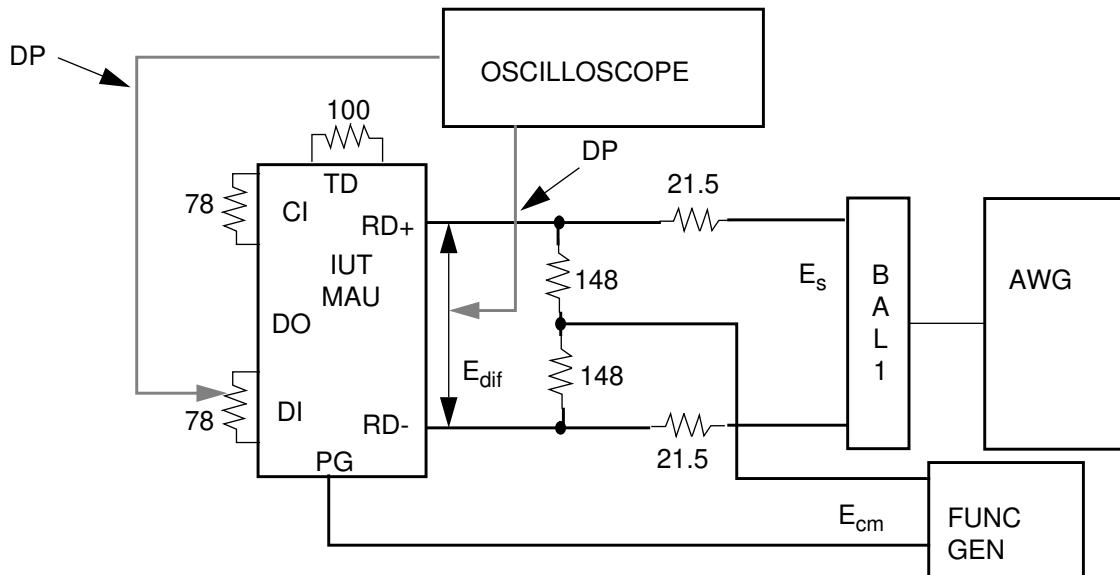 DP
OSCILLOSCOPE
100
DP
TD
21.5
78
CI
RD+
IUT
MAU
148
E_s
B
A
L
1
AWG
DO
E_dif
148
78
DI
RD-
21.5
PG
E_cm
FUNC
GEN